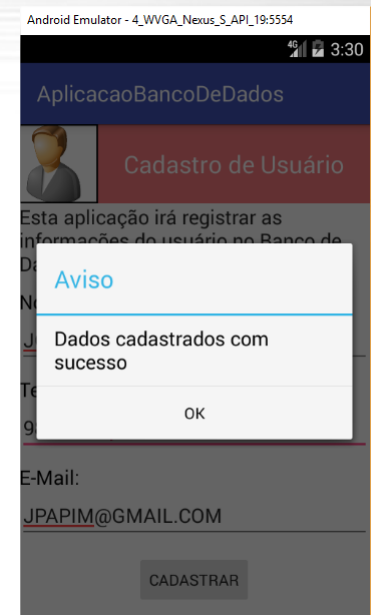 Android Emulator - 4_WVGA_Nexus_S_API_19:5554
4G 3:30
AplicacaoBancoDeDados
Cadastro de Usuário
Esta aplicação irá registrar as
informações do usuário no Banco de
Aviso
Dados cadastrados com
sucesso
OK
E-Mail:
JPAPIM@GMAIL.COM
CADASTRAR